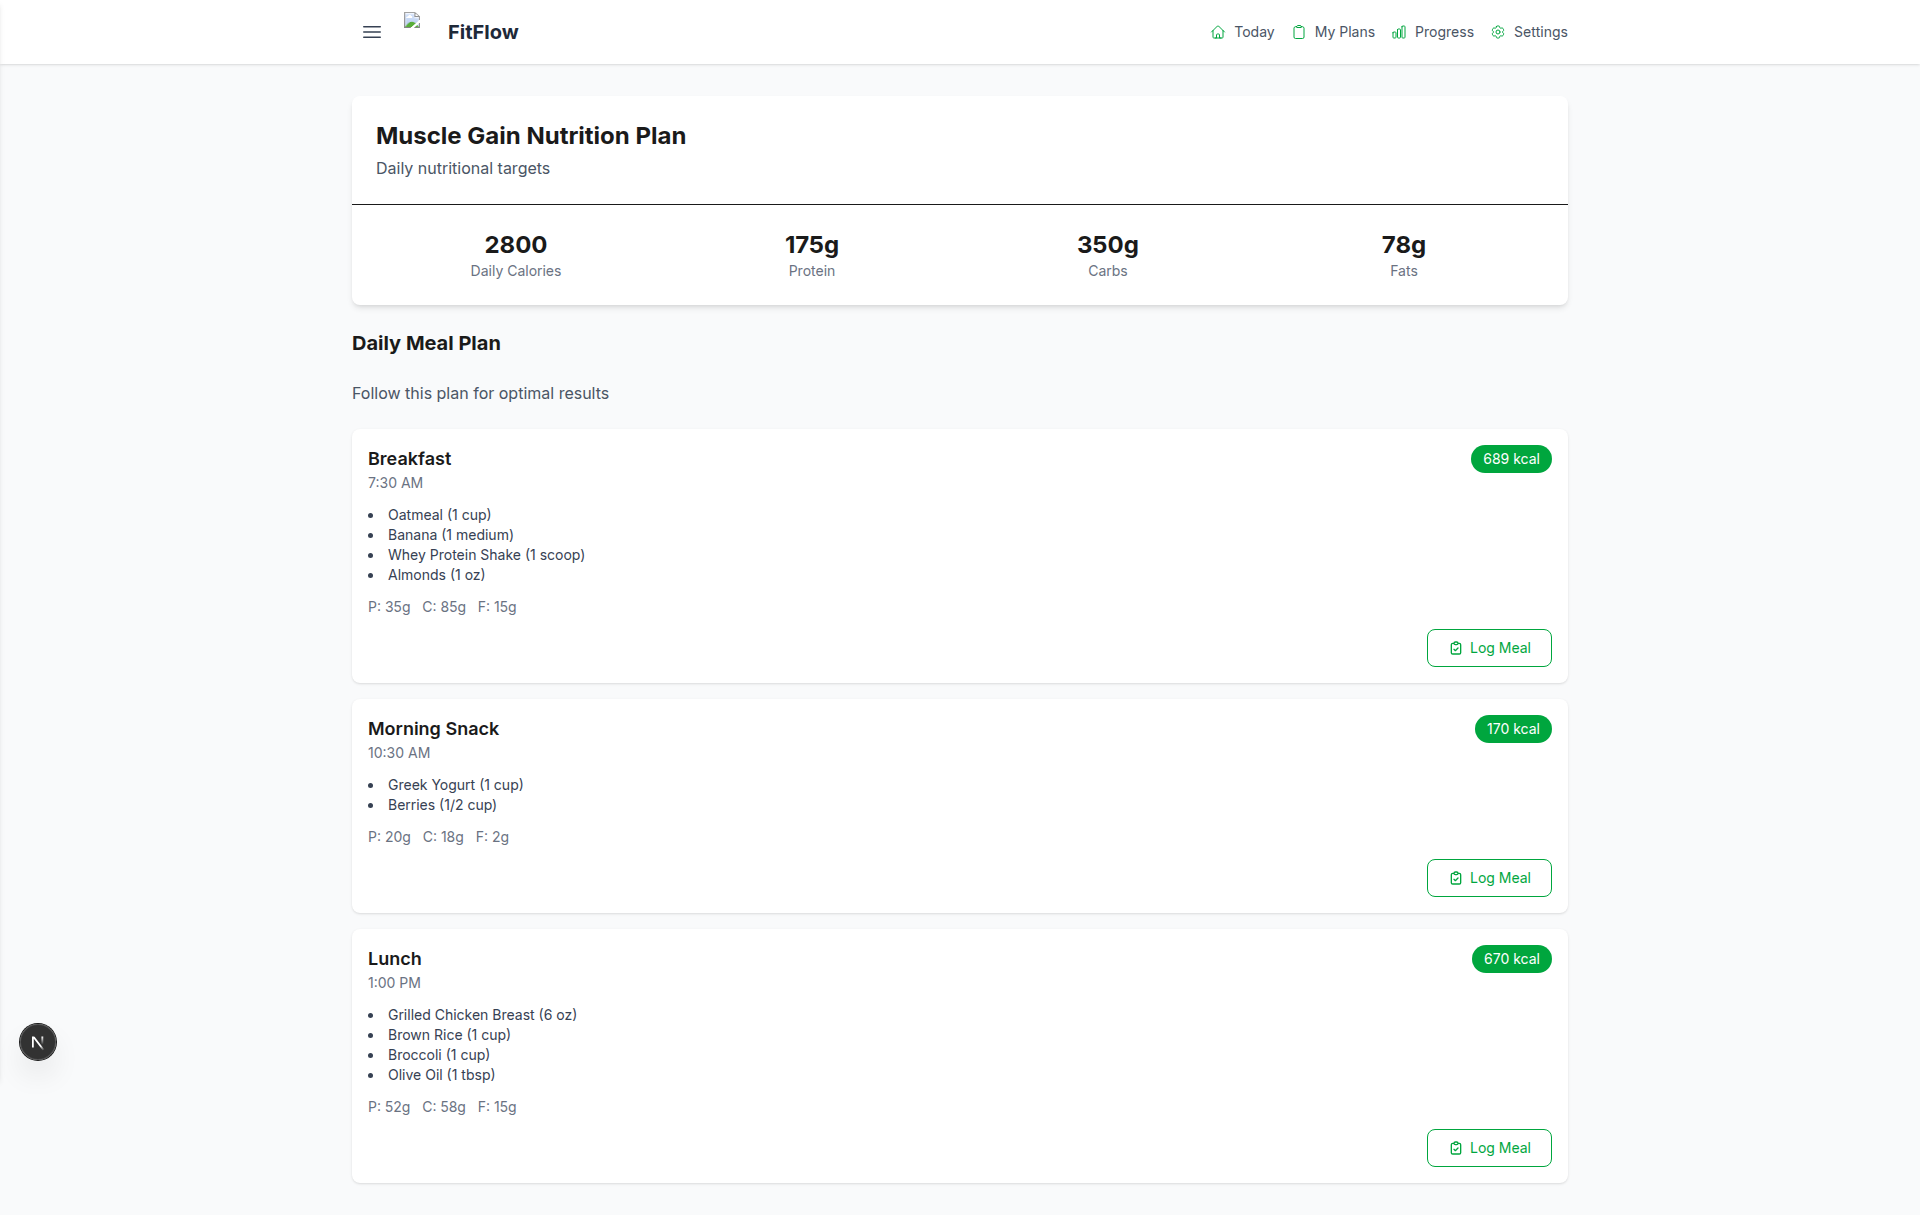 FitFlow
Today
My Plans
Progress
Settings
Muscle Gain Nutrition Plan
Daily nutritional targets
2800
Daily Calories
175g
Protein
350g
Carbs
78g
Fats
Daily Meal Plan
Follow this plan for optimal results
Breakfast
689 kcal
7:30 AM
Oatmeal (1 cup)
Banana (1 medium)
Whey Protein Shake (1 scoop)
Almonds (1 oz)
P: 35g C: 85g F: 15g
Log Meal
Morning Snack
170 kcal
10:30 AM
Greek Yogurt (1 cup)
Berries (1/2 cup)
P: 20g C: 18g F: 2g
Log Meal
Lunch
670 kcal
1:00 PM
Grilled Chicken Breast (6 oz)
Brown Rice (1 cup)
Broccoli (1 cup)
Olive Oil (1 tbsp)
P: 52g C: 58g F: 15g
Log Meal
N